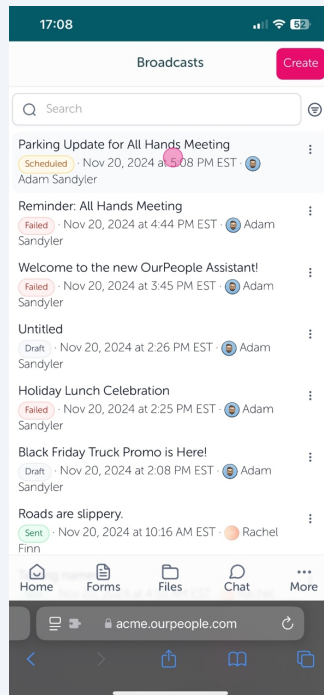 17:08
52
Broadcasts
Create
Search
Parking Update for All Hands Meeting
Scheduled · Nov 20, 2024 at 5:08 PM EST ·
Adam Sandyler
Reminder: All Hands Meeting
Failed · Nov 20, 2024 at 4:44 PM EST · Adam
Sandyler
Welcome to the new OurPeople Assistant!
Failed · Nov 20, 2024 at 3:45 PM EST · Adam
Sandyler
Untitled
Draft · Nov 20, 2024 at 2:26 PM EST · Adam
Sandyler
Holiday Lunch Celebration
Failed · Nov 20, 2024 at 2:25 PM EST · Adam
Sandyler
Black Friday Truck Promo is Here!
Draft · Nov 20, 2024 at 2:08 PM EST · Adam
Sandyler
Roads are slippery.
Sent · Nov 20, 2024 at 10:16 AM EST · Rachel
Finn
Home Forms Files Chat More
acme.ourpeople.com